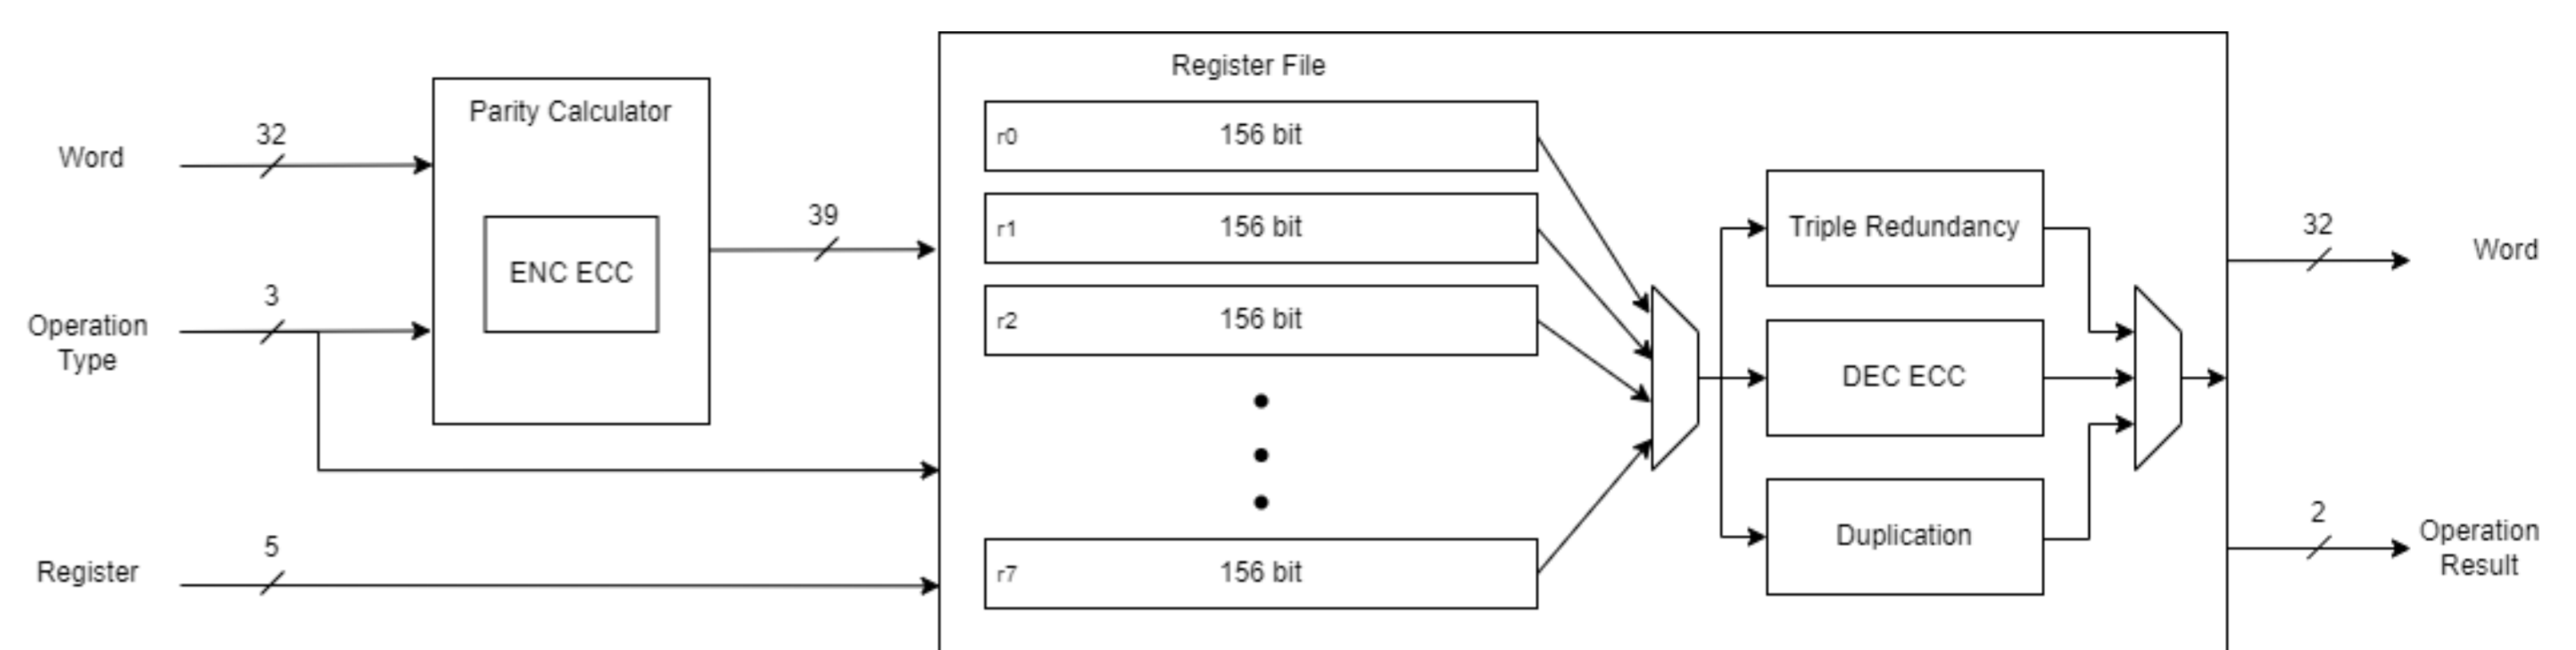 Word
32
Operation
Type
3
Register
5
Parity Calculator
ENC ECC
39
Register File
r0 156 bit
r1 156 bit
r2 156 bit
r7 156 bit
Triple Redundancy
DEC ECC
Duplication
32
Word
2
Operation
Result